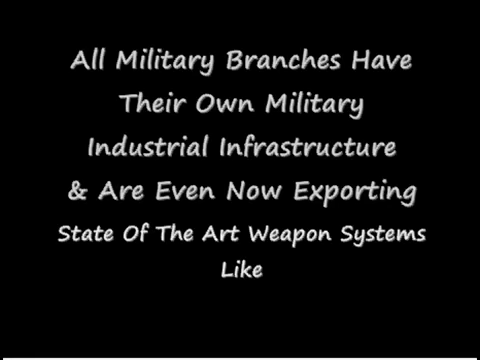 All Military Branches Have
Their Own Military
Industrial Infrastructure
& Are Even Now Exporting
State Of The Art Weapon Systems
Like